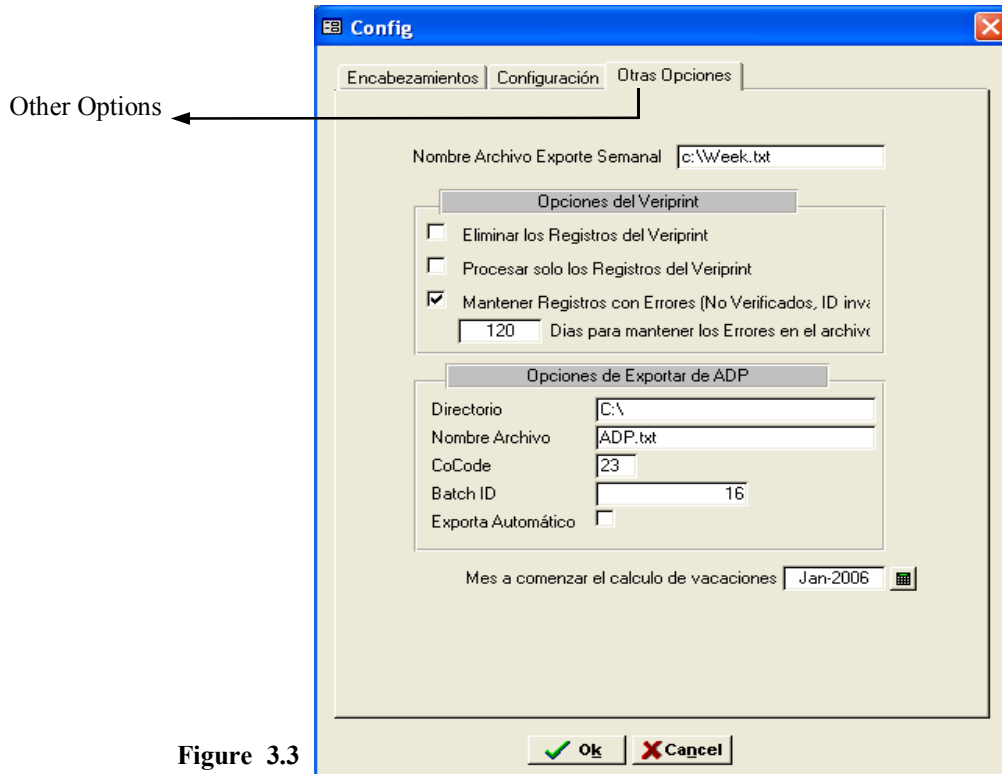 Config
Encabezamientos Configuración Otras Opciones
Other Options
Nombre Archivo Exporte Semanal c:\Week.txt
Opciones del Veriprint
Eliminar los Registros del Veriprint
Procesar solo los Registros del Veriprint
Mantener Registros con Errores (No Verificados, ID inva
120 Dias para mantener los Errores en el archivo
Opciones de Exportar de ADP
Directorio C:\
Nombre Archivo ADP.txt
CoCode 23
Batch ID 16
Exporta Automático
Mes a comenzar el calculo de vacaciones Jan-2006
Ok Cancel
Figure 3.3